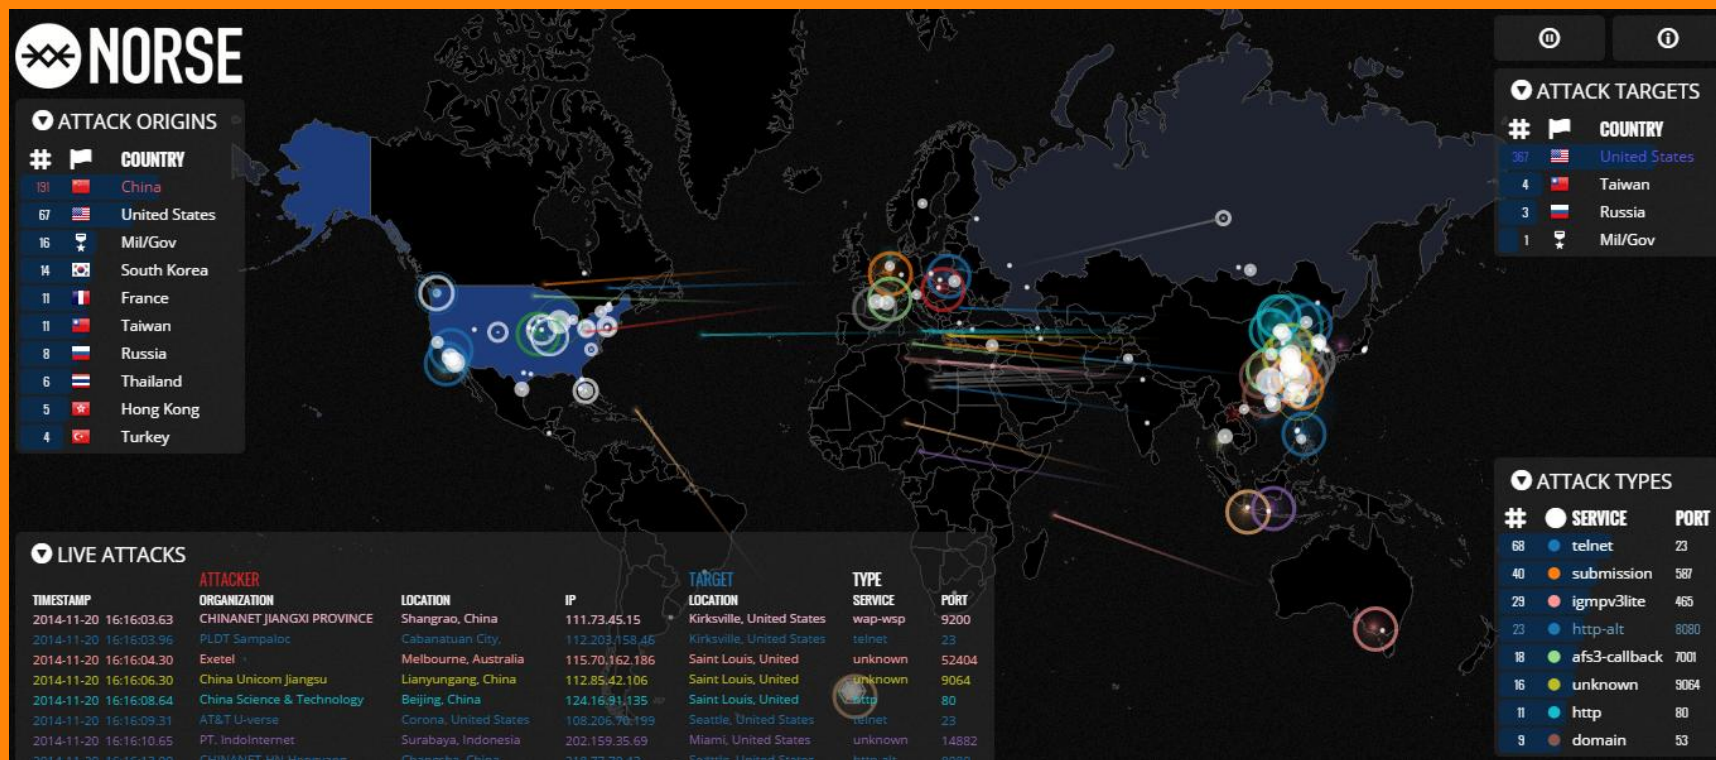 NORSE
ATTACK ORIGINS
# COUNTRY
191 China
67 United States
16 Mil/Gov
14 South Korea
11 France
11 Taiwan
8 Russia
6 Thailand
5 Hong Kong
4 Turkey
ATTACK TARGETS
# COUNTRY
367 United States
4 Taiwan
3 Russia
1 Mil/Gov
ATTACK TYPES
# SERVICE PORT
68 telnet 23
40 submission 587
29 igmpv3lite 465
23 http-alt 8080
18 afs3-callback 7001
16 unknown 9064
11 http 80
9 domain 53
LIVE ATTACKS
ATTACKER TARGET TYPE
TIMESTAMP ORGANIZATION LOCATION IP LOCATION SERVICE PORT
2014-11-20 16:16:03.63 CHINANET JIANGXI PROVINCE Shangrao, China 111.73.45.15 Kirksville, United States wap-wsp 9200
2014-11-20 16:16:03.96 PLDT Sampaloc Cabanatuan City, 112.203.158.46 Kirksville, United States telnet 23
2014-11-20 16:16:04.30 Exetel Melbourne, Australia 115.70.162.186 Saint Louis, United unknown 52404
2014-11-20 16:16:06.30 China Unicom Jiangsu Lianyungang, China 112.85.42.106 Saint Louis, United unknown 9064
2014-11-20 16:16:08.64 China Science & Technology Beijing, China 124.16.91.135 Saint Louis, United http 80
2014-11-20 16:16:09.31 AT&T U-verse Corona, United States 108.206.70.199 Seattle, United States telnet 23
2014-11-20 16:16:10.65 PT. IndoInternet Surabaya, Indonesia 202.159.35.69 Miami, United States unknown 14882